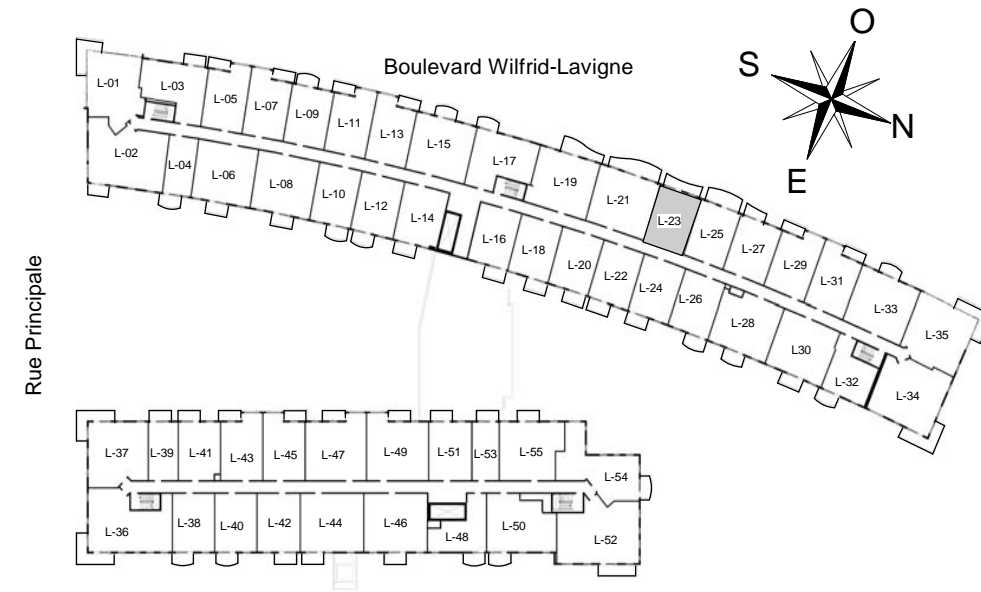 Boulevard Wilfrid-Lavigne
O
S
N
E
Rue Principale
L-01
L-03
L-05
L-07
L-09
L-11
L-13
L-15
L-17
L-19
L-21
L-23
L-25
L-27
L-29
L-31
L-33
L-35
L-02
L-04
L-06
L-08
L-10
L-12
L-14
L-16
L-18
L-20
L-22
L-24
L-26
L-28
L30
L-32
L-34
L-37
L-39
L-41
L-43
L-45
L-47
L-49
L-51
L-53
L-55
L-54
L-36
L-38
L-40
L-42
L-44
L-46
L-48
L-50
L-52